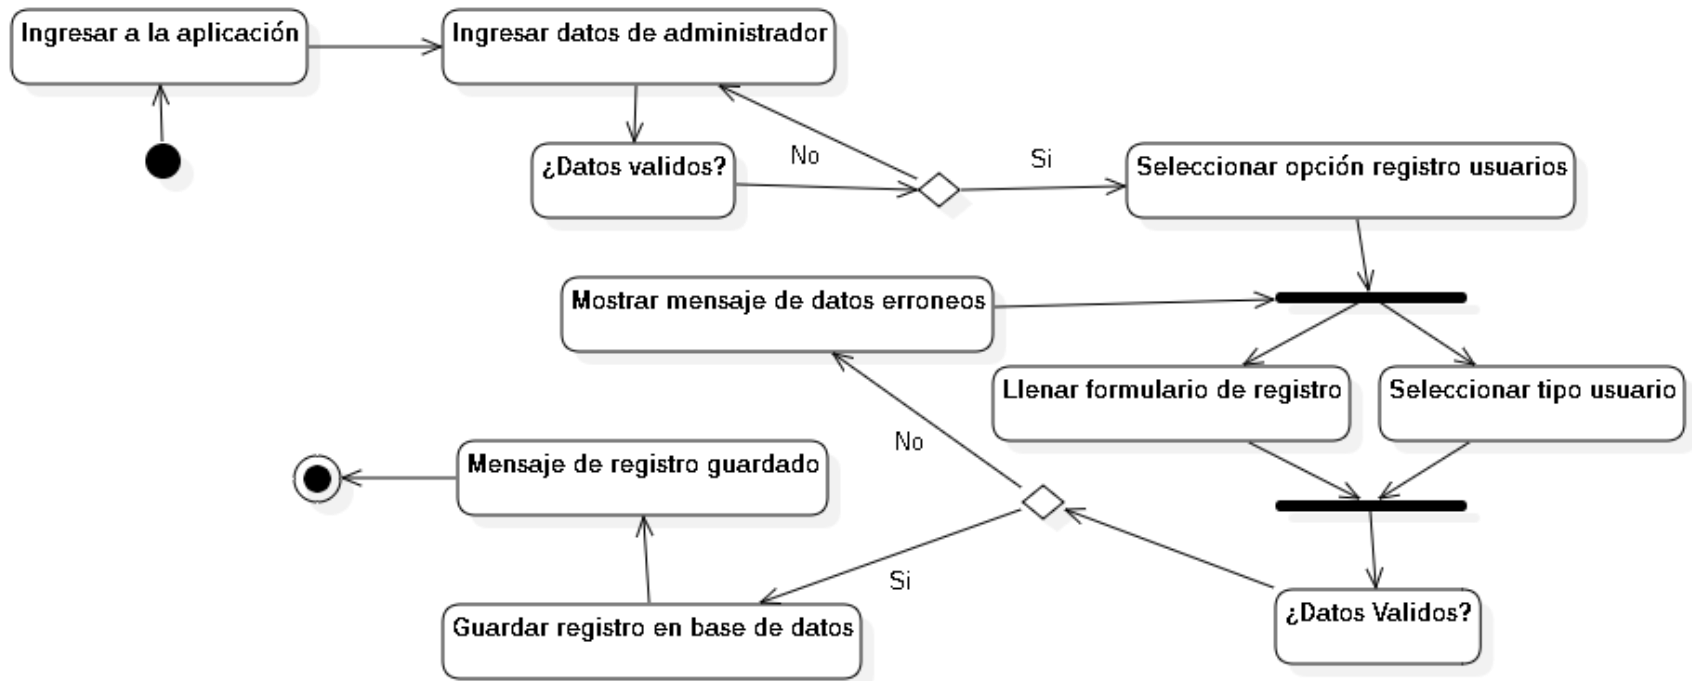 Ingresar a la aplicación
Ingresar datos de administrador
¿Datos validos?
No
Si
Seleccionar opción registro usuarios
Mostrar mensaje de datos erroneos
Llenar formulario de registro
Seleccionar tipo usuario
No
Mensaje de registro guardado
Si
¿Datos Validos?
Guardar registro en base de datos